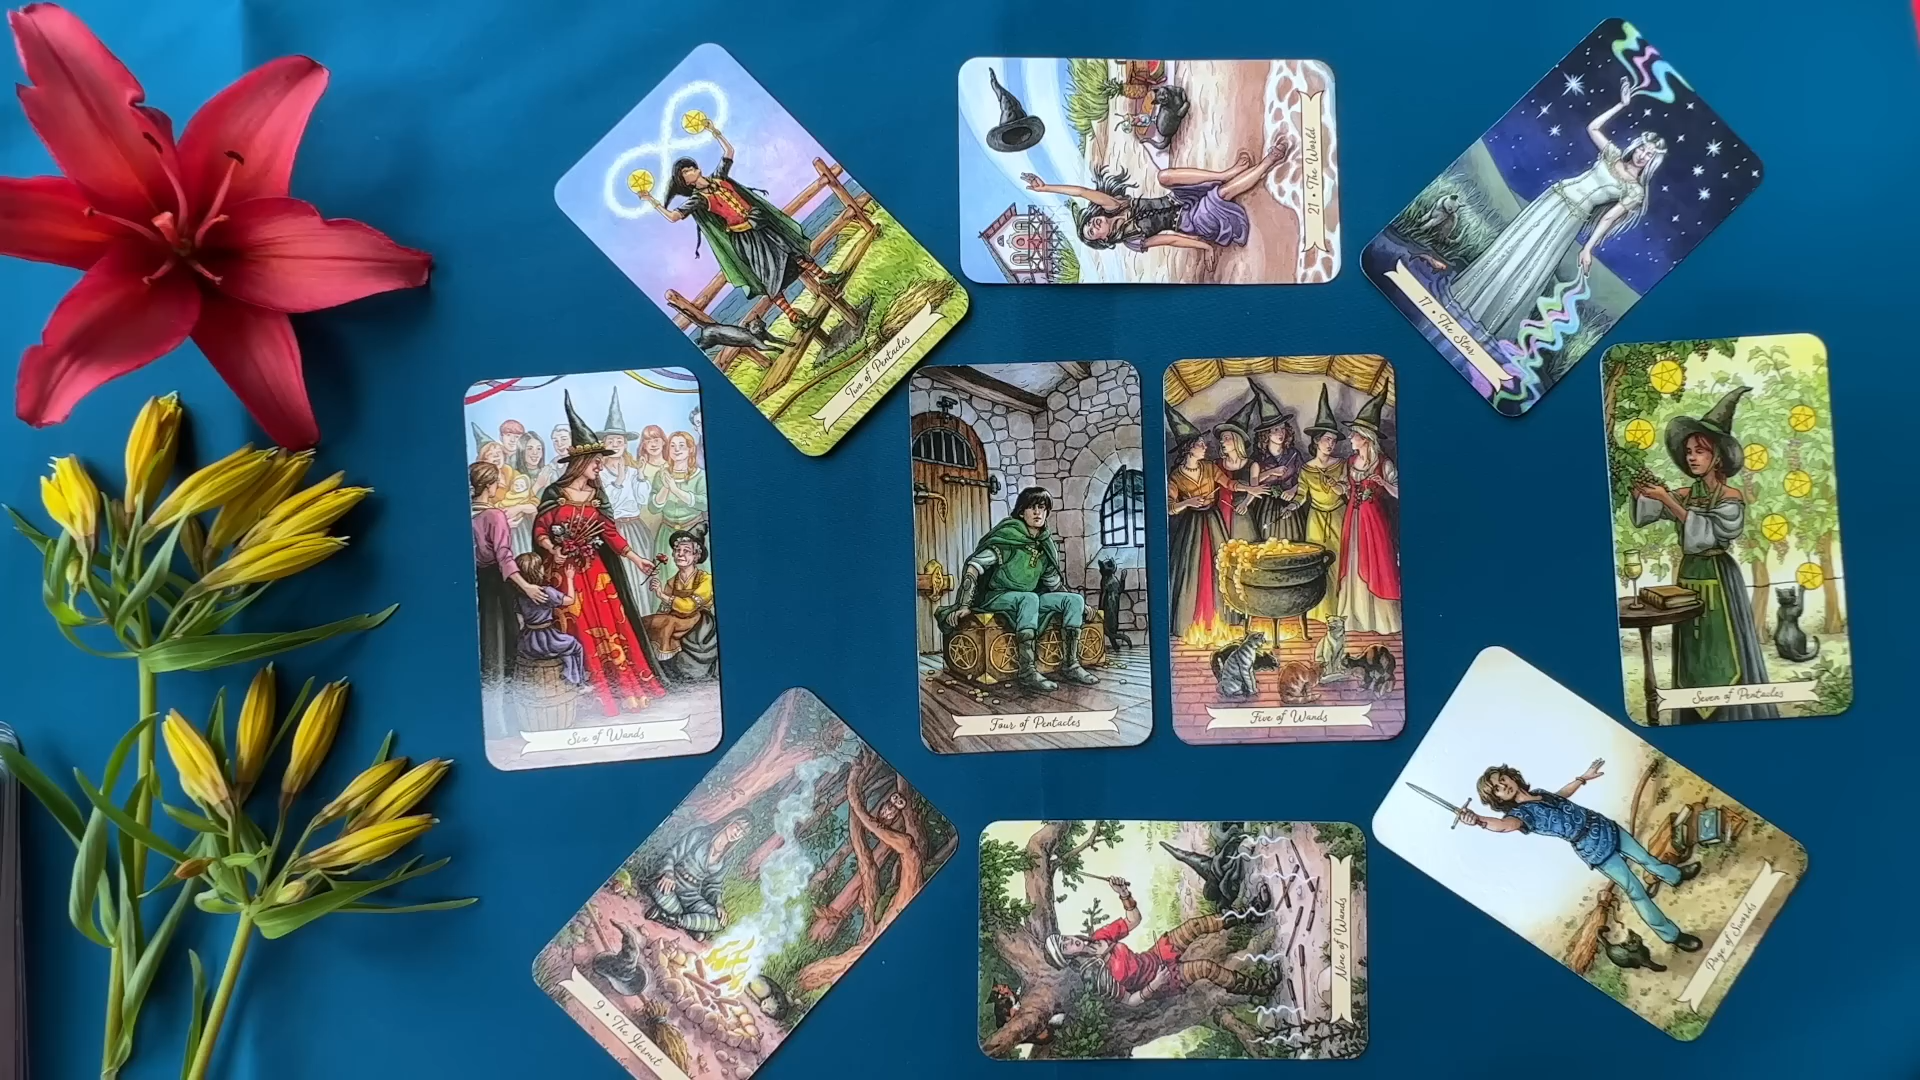 Two of Pentacles
21 • The World
17 • The Star
Six of Wands
Four of Pentacles
Five of Wands
Seven of Pentacles
9 • The Hermit
Nine of Wands
Page of Swords